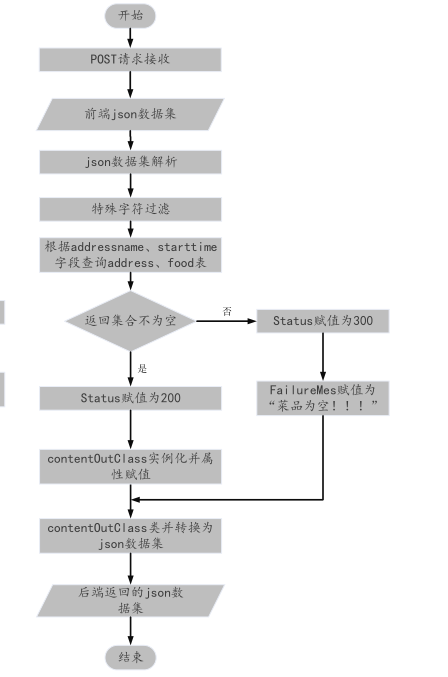 开始
POST请求接收
前端json数据集
json数据集解析
特殊字符过滤
根据addressname、starttime
字段查询address、food表
返回集合不为空
否
Status赋值为300
是
Status赋值为200
FailureMes赋值为
“菜品为空！！！”
contentOutClass实例化并属
性赋值
contentOutClass类并转换为
json数据集
后端返回的json数
据集
结束